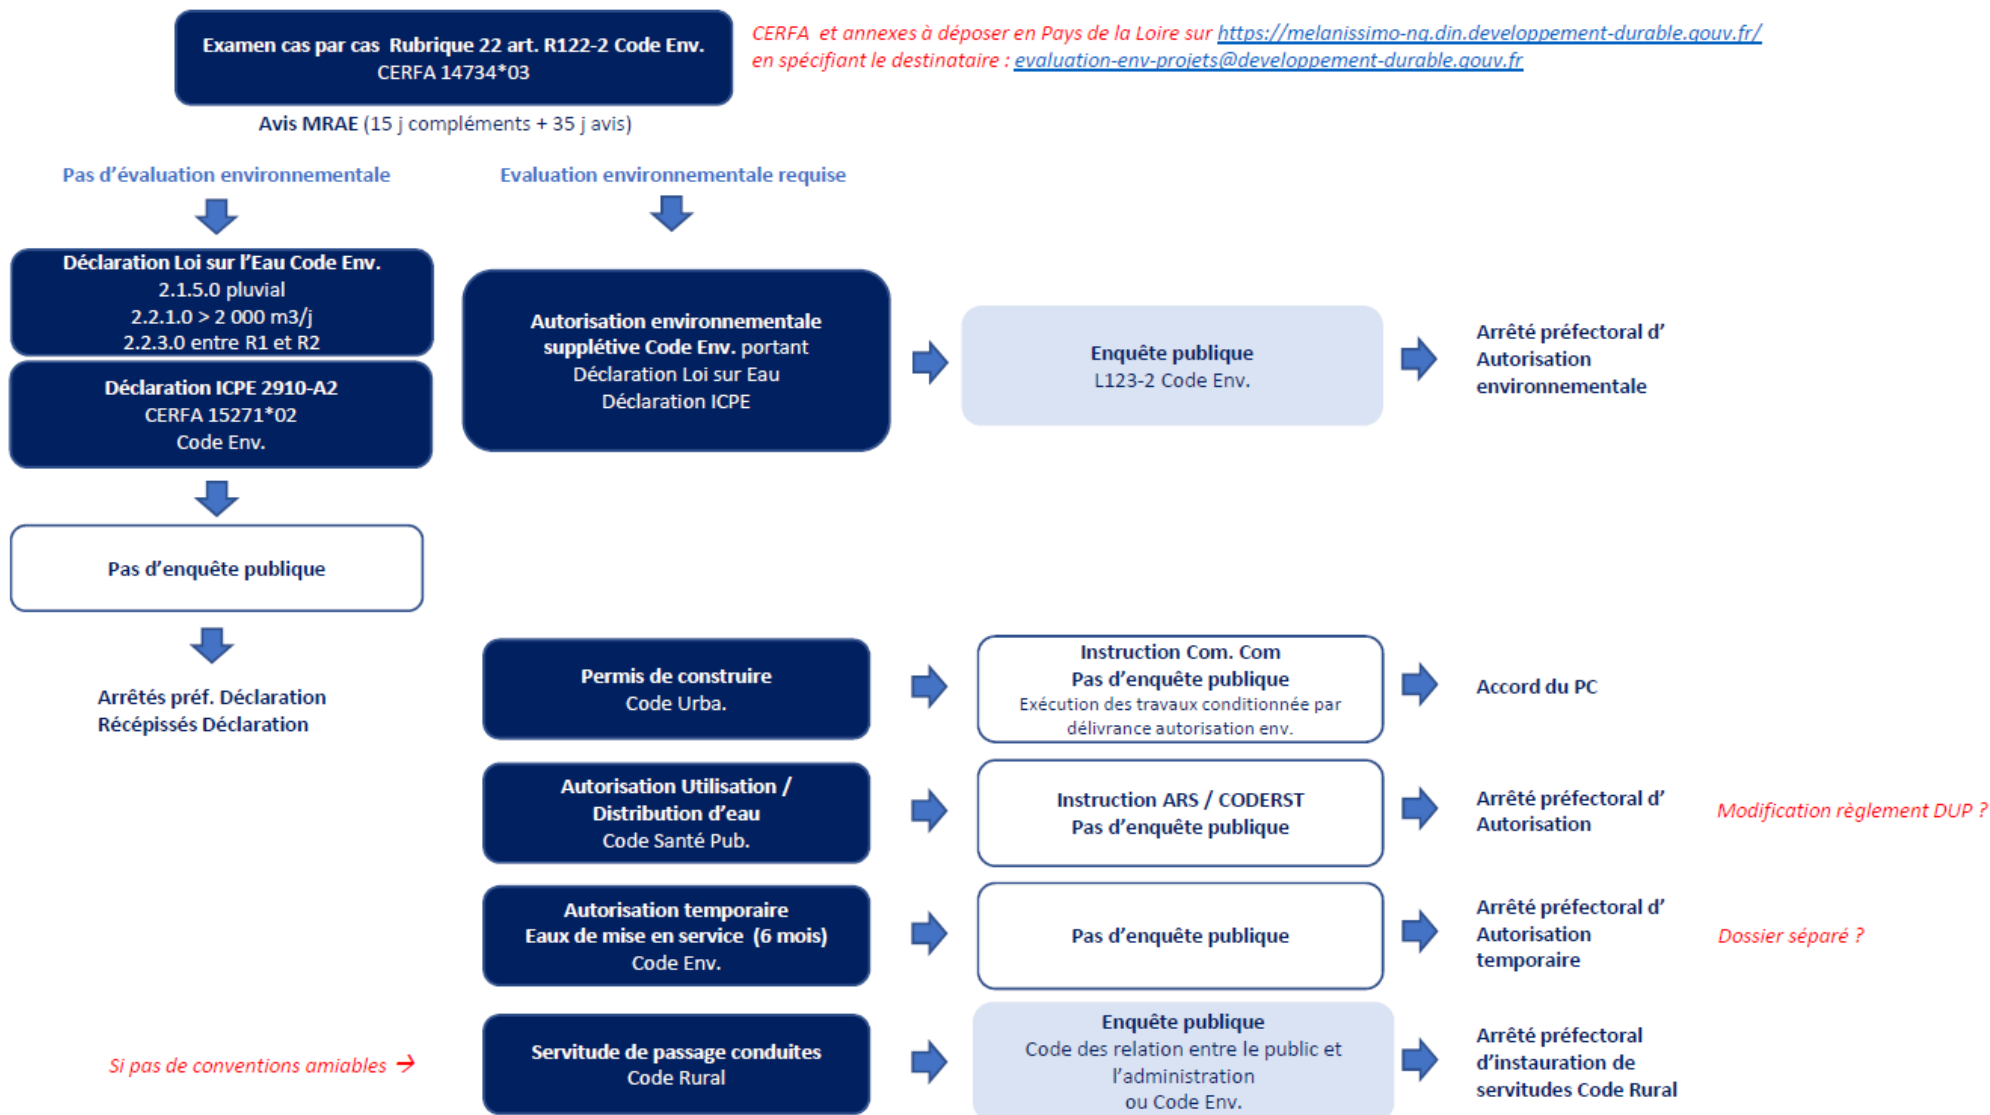 Examen cas par cas Rubrique 22 art. R122-2 Code Env.
CERFA 14734*03
CERFA et annexes à déposer en Pays de la Loire sur https://melanissimo-ng.din.developpement-durable.gouv.fr/
en spécifiant le destinataire : evaluation-env-projets@developpement-durable.gouv.fr
Avis MRAE (15 j compléments + 35 j avis)
Pas d'évaluation environnementale
Evaluation environnementale requise
Déclaration Loi sur l'Eau Code Env.
2.1.5.0 pluvial
2.2.1.0 > 2 000 m3/j
2.2.3.0 entre R1 et R2
Déclaration ICPE 2910-A2
CERFA 15271*02
Code Env.
Autorisation environnementale
supplétive Code Env. portant
Déclaration Loi sur Eau
Déclaration ICPE
Enquête publique
L123-2 Code Env.
Arrêté préfectoral d'
Autorisation
environnementale
Pas d'enquête publique
Arrêtés préf. Déclaration
Récépissés Déclaration
Permis de construire
Code Urba.
Instruction Com. Com
Pas d'enquête publique
Exécution des travaux conditionnée par
délivrance autorisation env.
Accord du PC
Autorisation Utilisation /
Distribution d'eau
Code Santé Pub.
Instruction ARS / CODERST
Pas d'enquête publique
Arrêté préfectoral d'
Autorisation
Modification règlement DUP ?
Autorisation temporaire
Eaux de mise en service (6 mois)
Code Env.
Pas d'enquête publique
Arrêté préfectoral d'
Autorisation
temporaire
Dossier séparé ?
Si pas de conventions amiables →
Servitude de passage conduites
Code Rural
Enquête publique
Code des relation entre le public et
l'administration
ou Code Env.
Arrêté préfectoral
d'instauration de
servitudes Code Rural